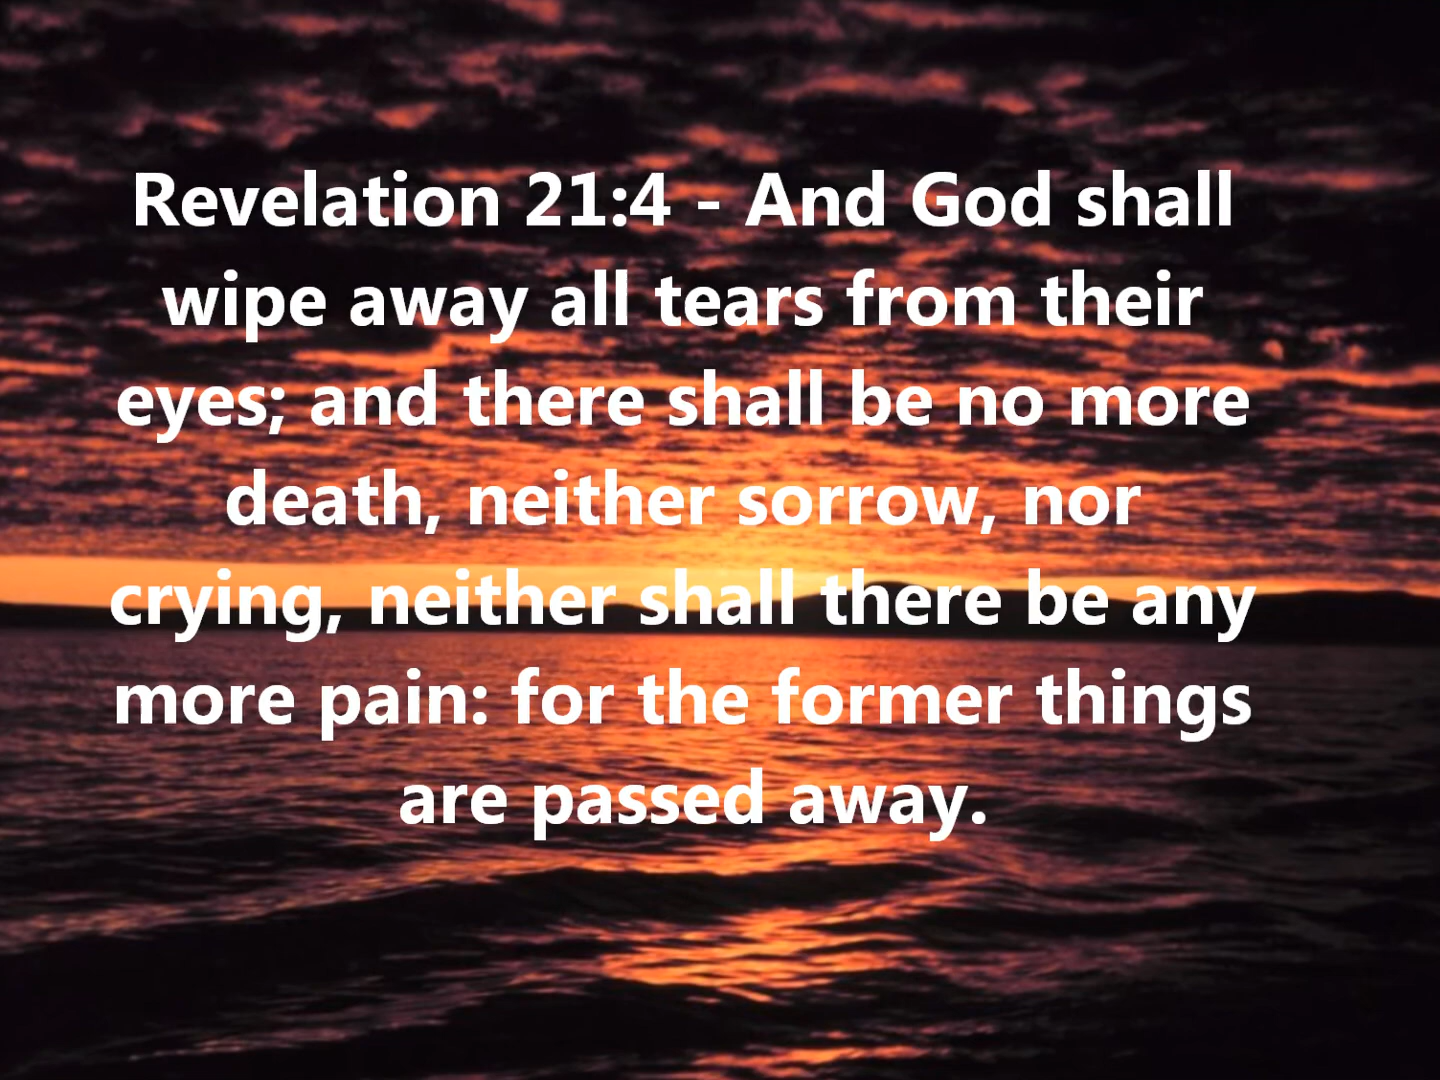 Revelation 21:4 - And God shall
wipe away all tears from their
eyes; and there shall be no more
death, neither sorrow, nor
crying, neither shall there be any
more pain: for the former things
are passed away.